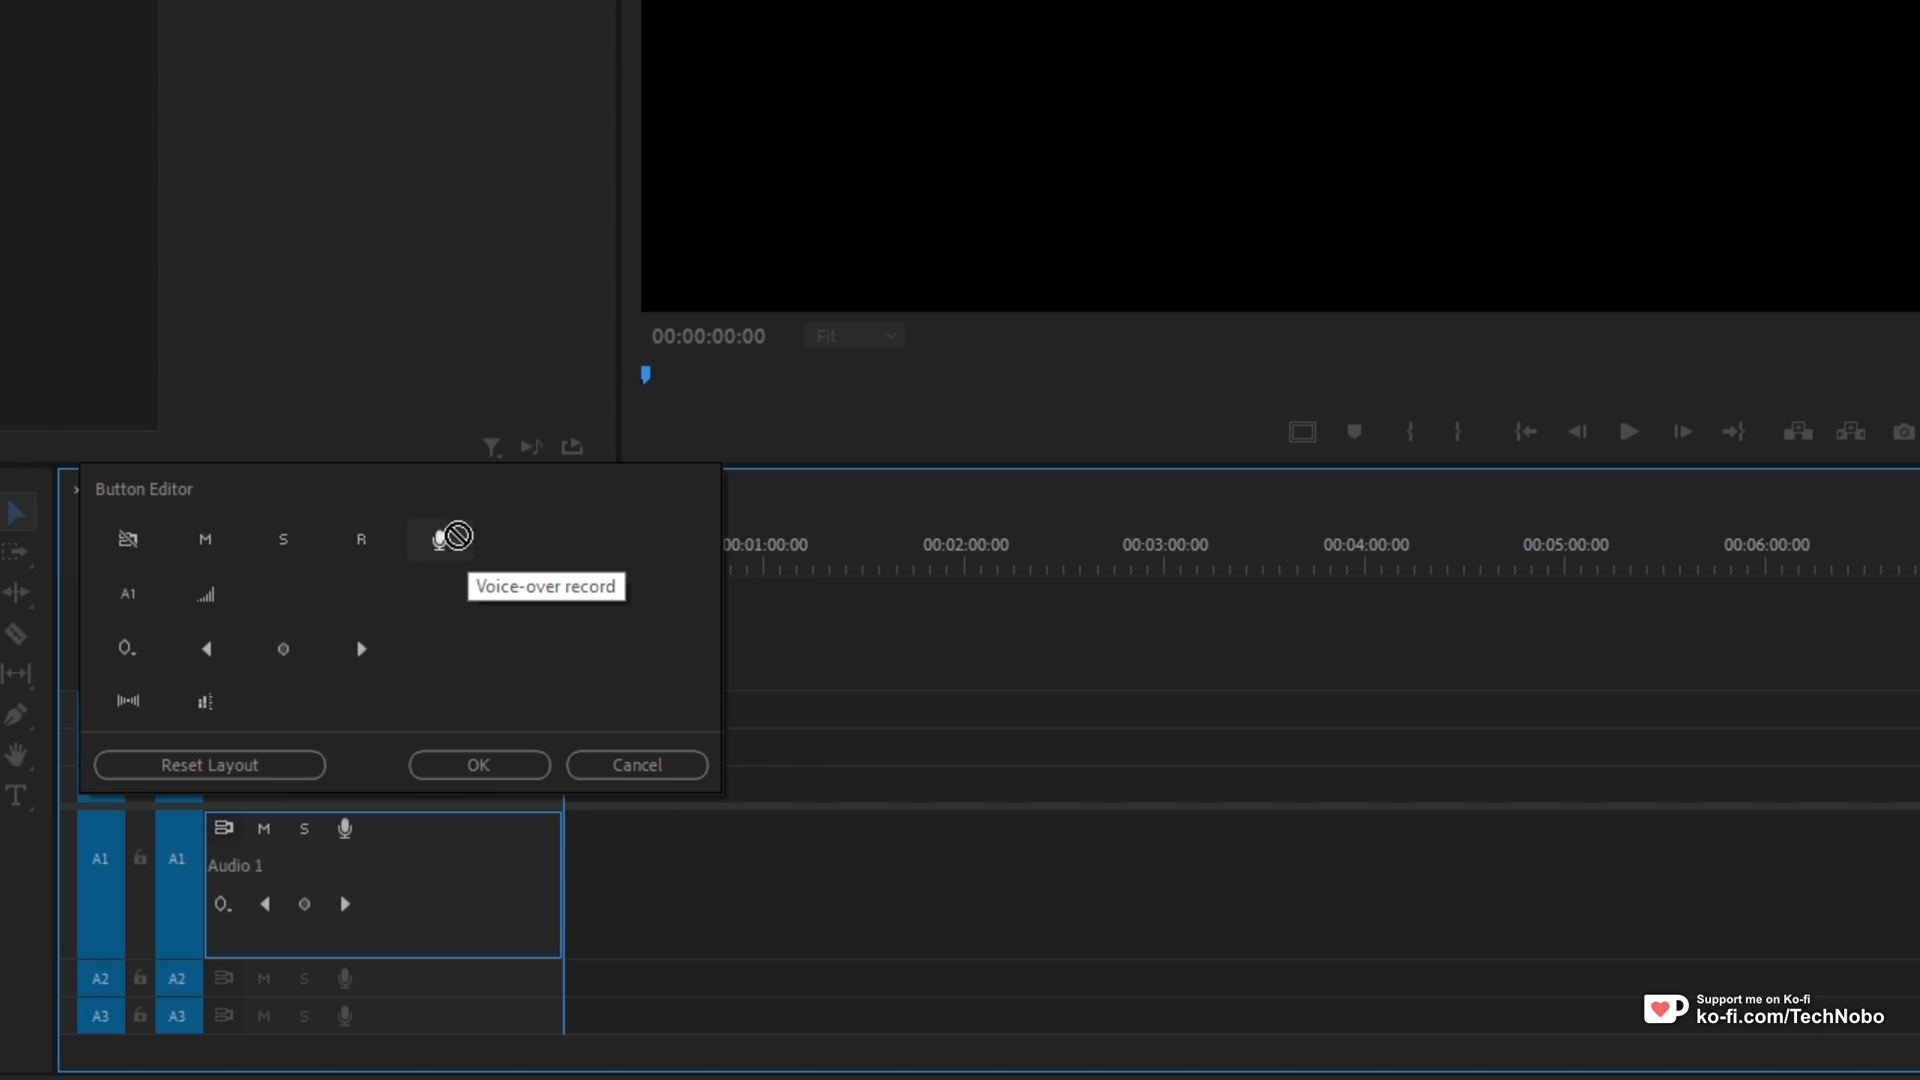 00:00:00:00 Fit
Button Editor
M S R
Voice-over record
A1
Reset Layout OK Cancel
00:01:00:00 00:02:00:00 00:03:00:00 00:04:00:00 00:05:00:00 00:06:00:00
T
M S
A1 A1
Audio 1
A2 A2 M S
A3 A3 M S
Support me on Ko-fi
ko-fi.com/TechNobo